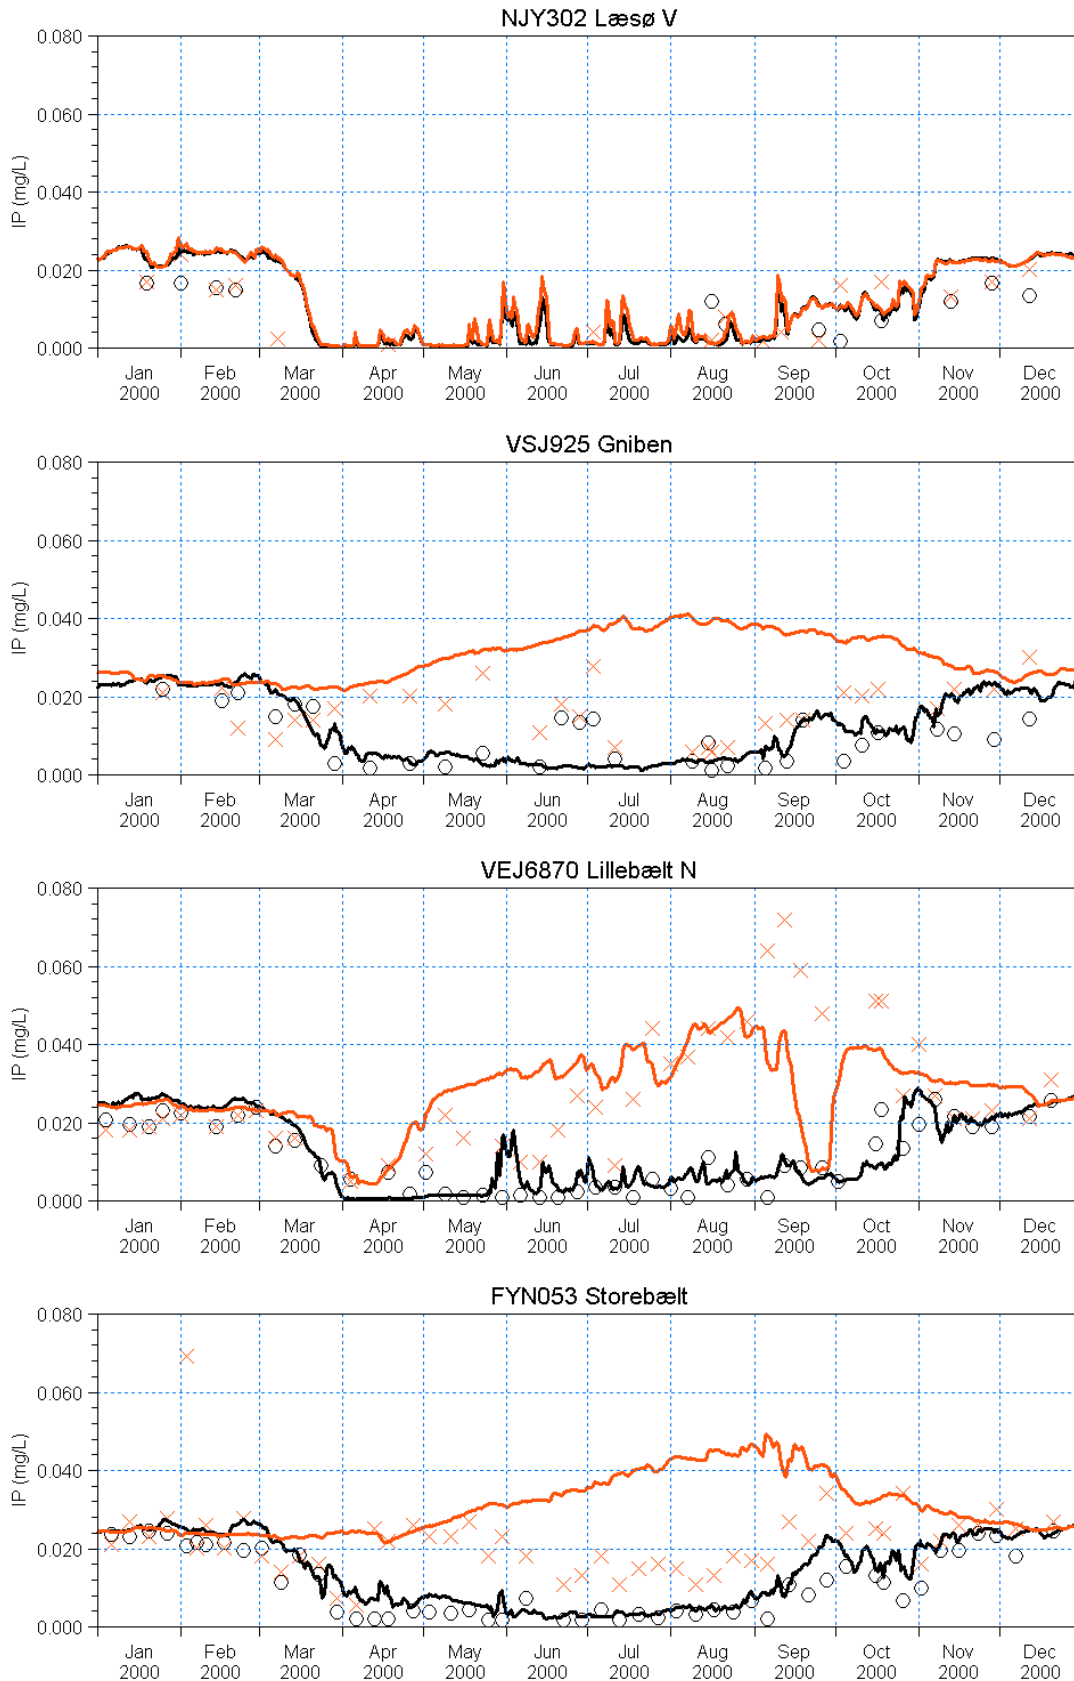 NJY302 Læsø V
0.080
0.060
0.040
0.020
0.000
IP (mg/L)
Jan Feb Mar Apr May Jun Jul Aug Sep Oct Nov Dec
2000 2000 2000 2000 2000 2000 2000 2000 2000 2000 2000 2000
VSJ925 Gniben
0.080
0.060
0.040
0.020
0.000
IP (mg/L)
Jan Feb Mar Apr May Jun Jul Aug Sep Oct Nov Dec
2000 2000 2000 2000 2000 2000 2000 2000 2000 2000 2000 2000
VEJ6870 Lillebælt N
0.080
0.060
0.040
0.020
0.000
IP (mg/L)
Jan Feb Mar Apr May Jun Jul Aug Sep Oct Nov Dec
2000 2000 2000 2000 2000 2000 2000 2000 2000 2000 2000 2000
FYN053 Storebælt
0.080
0.060
0.040
0.020
0.000
IP (mg/L)
Jan Feb Mar Apr May Jun Jul Aug Sep Oct Nov Dec
2000 2000 2000 2000 2000 2000 2000 2000 2000 2000 2000 2000